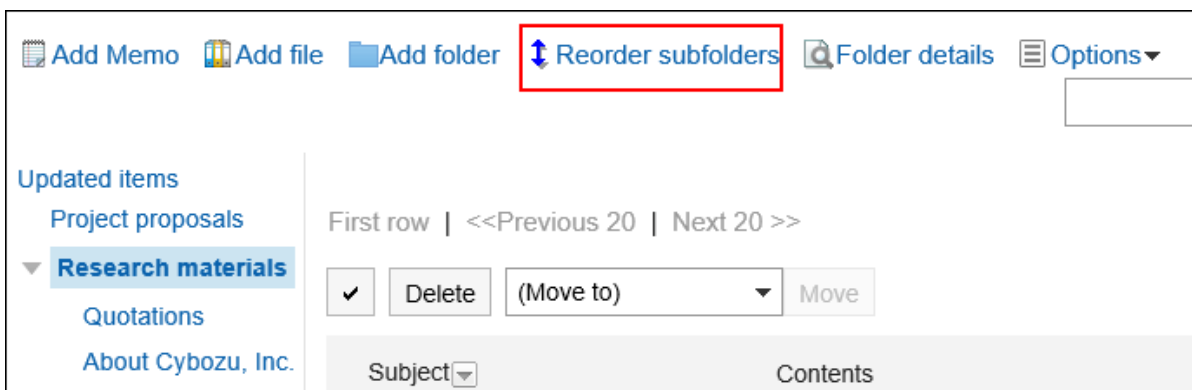 Add Memo Add file Add folder Reorder subfolders Folder details Options
Updated items
Project proposals
Research materials
Quotations
About Cybozu, Inc.
First row | <<Previous 20 | Next 20 >>
Delete (Move to) Move
Subject Contents